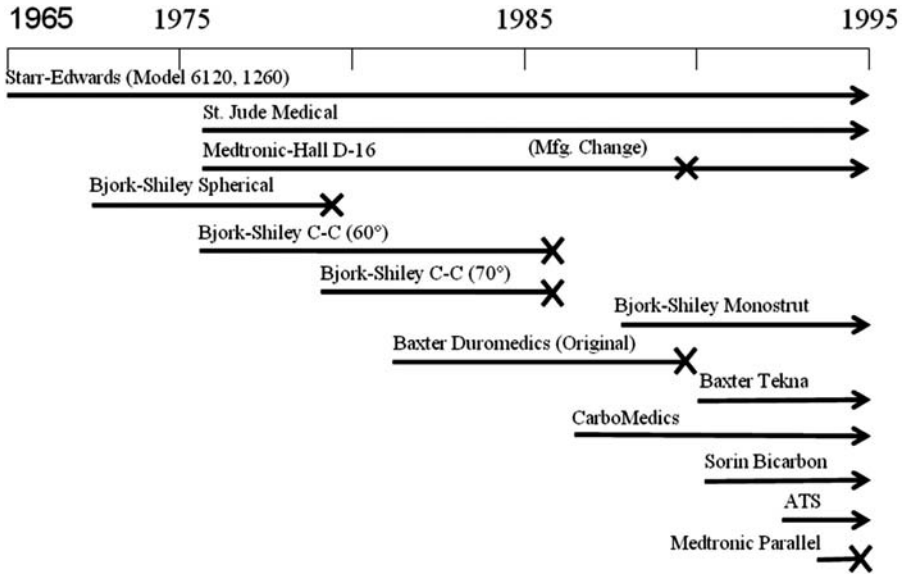 1965 1975 1985 1995
Starr-Edwards (Model 6120, 1260)
St. Jude Medical
Medtronic-Hall D-16 (Mfg. Change)
Bjork-Shiley Spherical
Bjork-Shiley C-C (60°)
Bjork-Shiley C-C (70°)
Bjork-Shiley Monostrut
Baxter Duromedics (Original)
Baxter Tekna
CarboMedics
Sorin Bicarbon
ATS
Medtronic Parallel